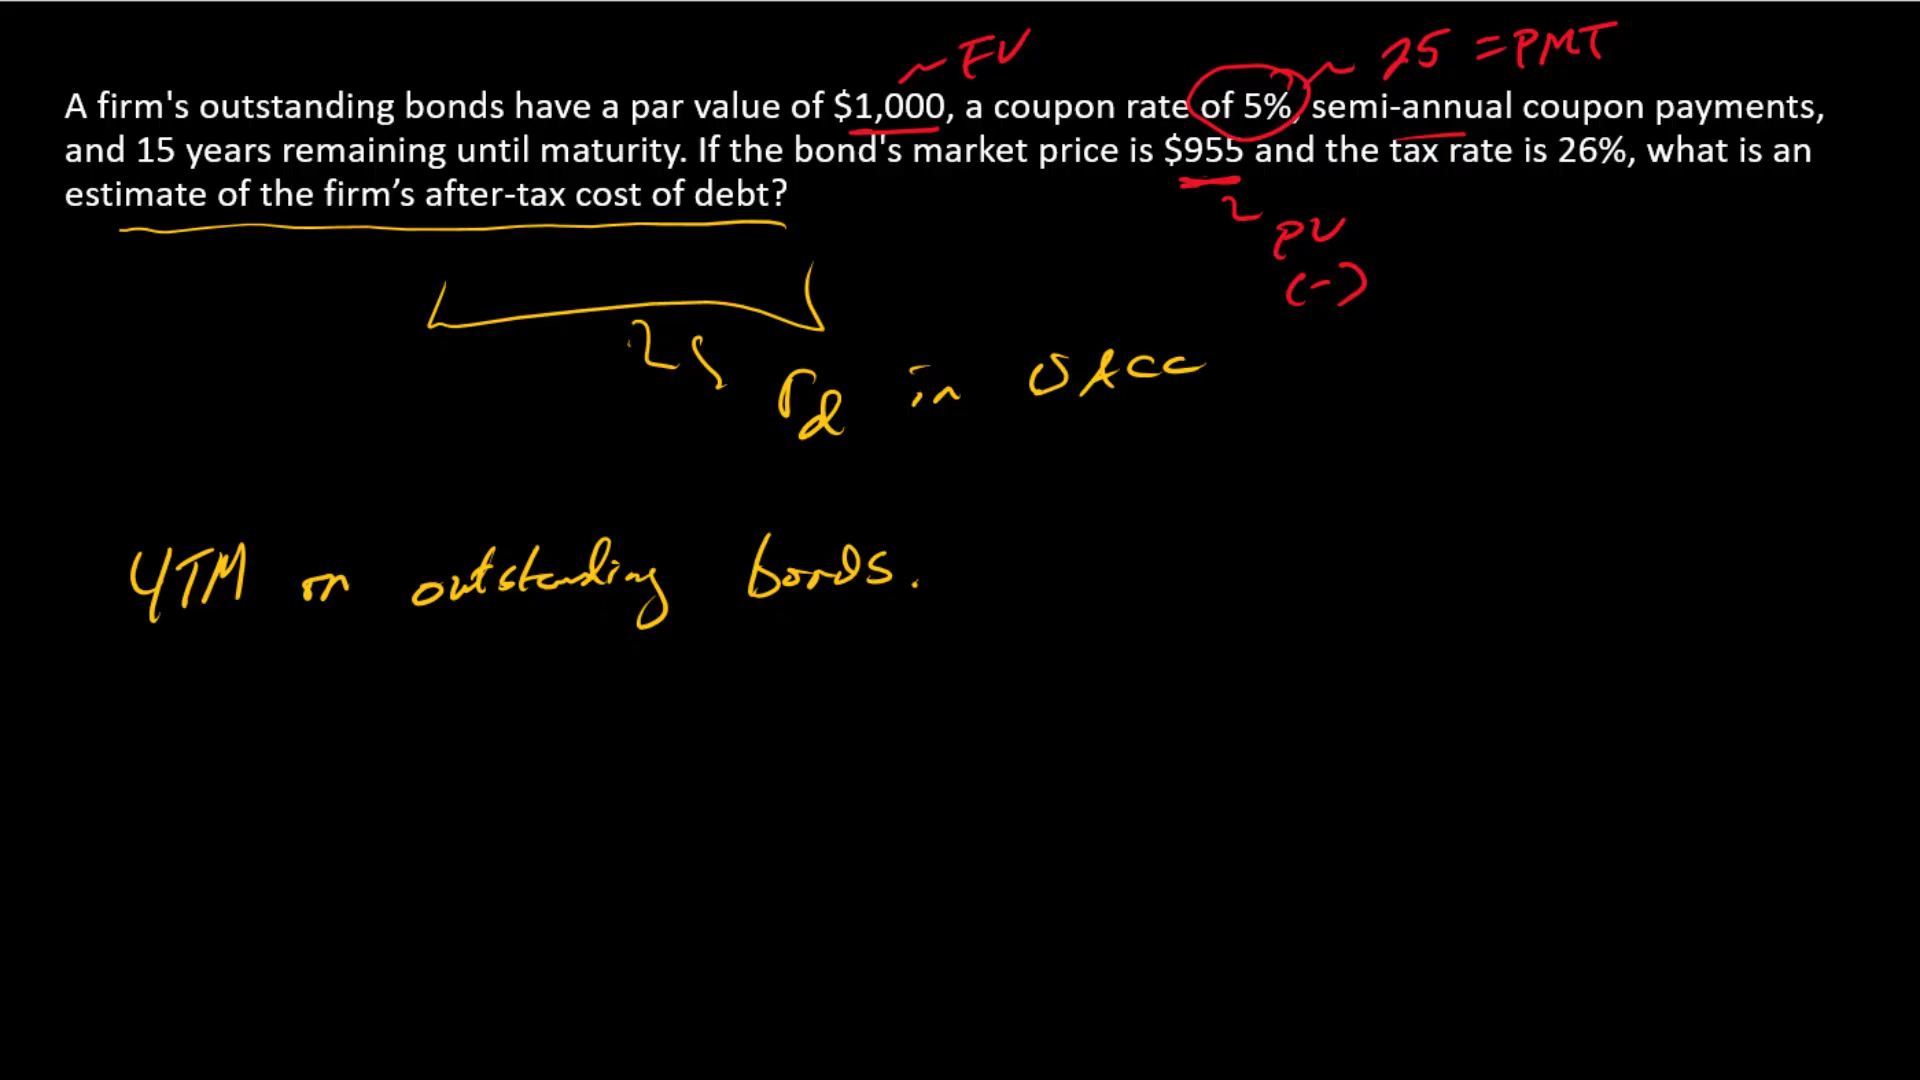 ~ FV
~ 25 = PMT
A firm's outstanding bonds have a par value of $1,000, a coupon rate of 5%, semi-annual coupon payments,
and 15 years remaining until maturity. If the bond's market price is $955 and the tax rate is 26%, what is an
estimate of the firm’s after-tax cost of debt?
~ PV
(-)
rd in WACC
YTM on outstanding bonds.